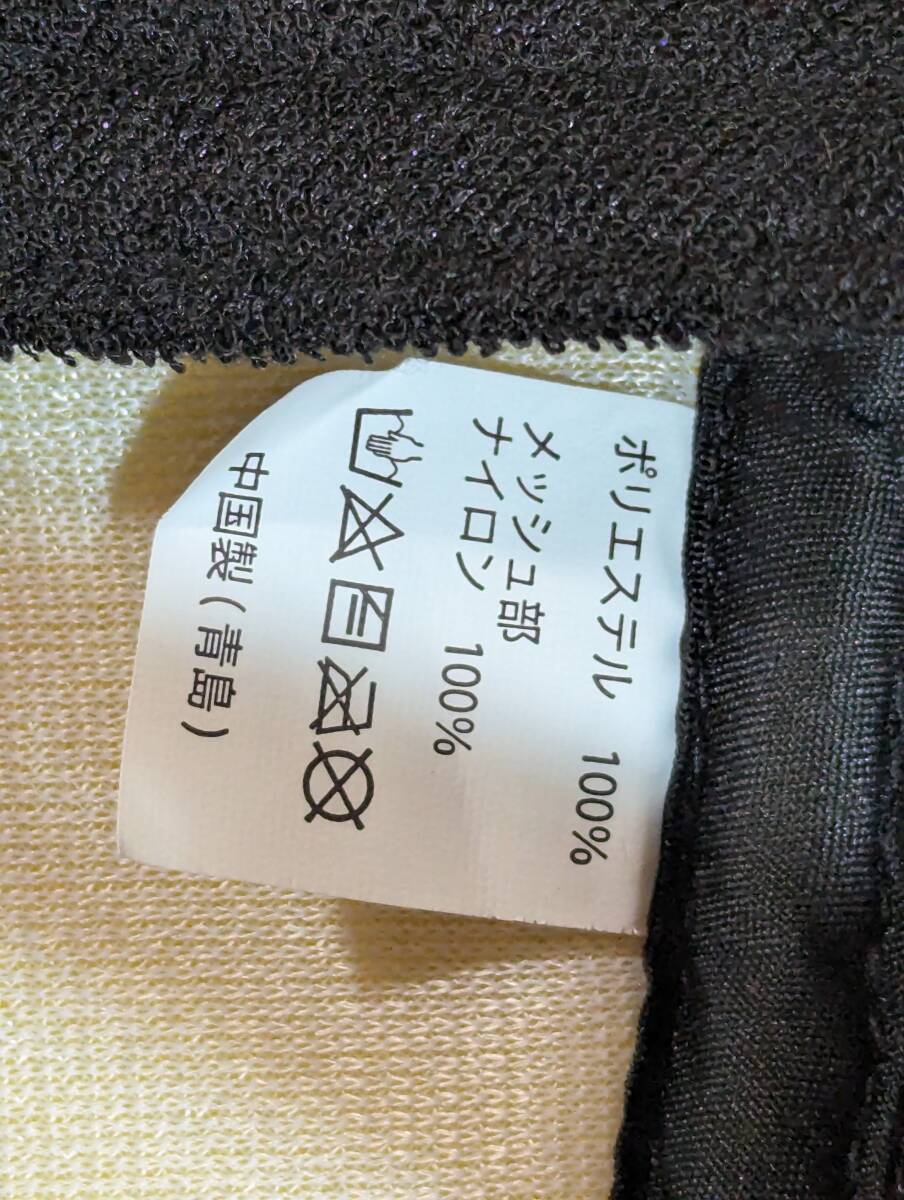 ポリエステル 100%
メッシュ部
ナイロン 100%
中国製(青島)